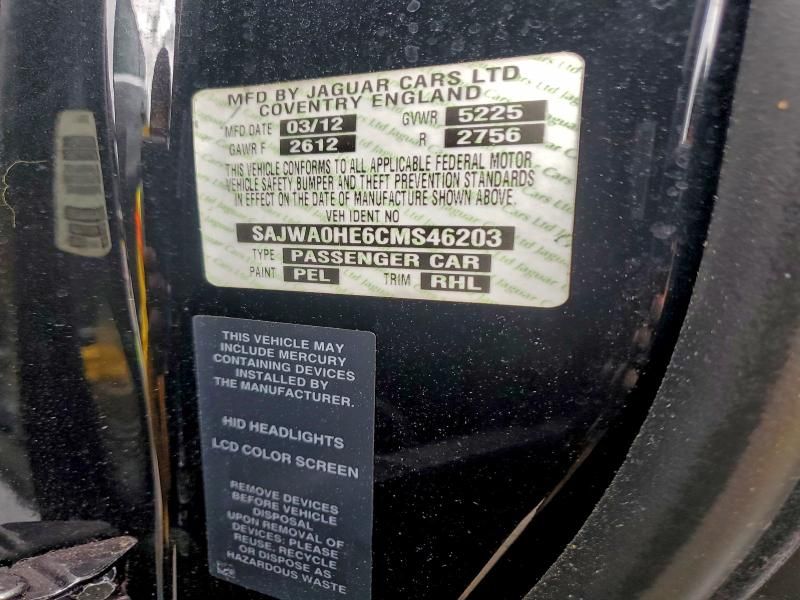 MFD BY JAGUAR CARS LTD
COVENTRY ENGLAND
MFD.DATE 03/12 GVWR 5225
GAWR F 2612 R 2756
THIS VEHICLE CONFORMS TO ALL APPLICABLE FEDERAL MOTOR
VEHICLE SAFETY BUMPER AND THEFT PREVENTION STANDARDS
IN EFFECT ON THE DATE OF MANUFACTURE SHOWN ABOVE.
VEH IDENT NO
SAJWA0HE6CMS46203
TYPE PASSENGER CAR
PAINT PEL TRIM RHL
THIS VEHICLE MAY
INCLUDE MERCURY
CONTAINING DEVICES
INSTALLED BY
THE MANUFACTURER.
HID HEADLIGHTS
LCD COLOR SCREEN
REMOVE DEVICES
BEFORE VEHICLE
DISPOSAL
UPON REMOVAL OF
DEVICES: PLEASE
REUSE, RECYCLE
OR DISPOSE AS
HAZARDOUS WASTE